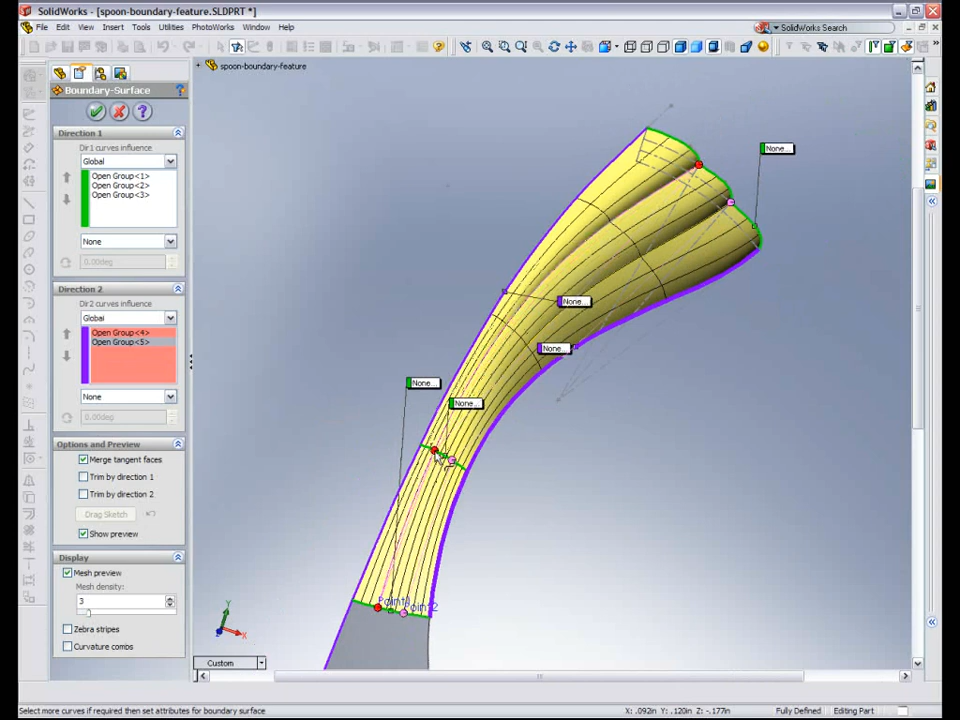 SolidWorks - [spoon-boundary-feature.SLDPRT *]
File Edit View Insert Tools Utilities PhotoWorks Window Help
SolidWorks Search
Boundary-Surface
spoon-boundary-feature
Direction 1
Dir1 curves influence
Global
Open Group<1>
Open Group<2>
Open Group<3>
None
0.00deg
Direction 2
Dir2 curves influence
Global
Open Group<4>
Open Group<5>
None
0.00deg
Options and Preview
Merge tangent faces
Trim by direction 1
Trim by direction 2
Drag Sketch
Show preview
Display
Mesh preview
Mesh density:
3
Zebra stripes
Curvature combs
None...
None...
None...
None...
None...
Point2
X
Y
Z
Custom
Select more curves if required then set attributes for boundary surface
X: .092in Y: .120in Z: -.177in Fully Defined Editing Part